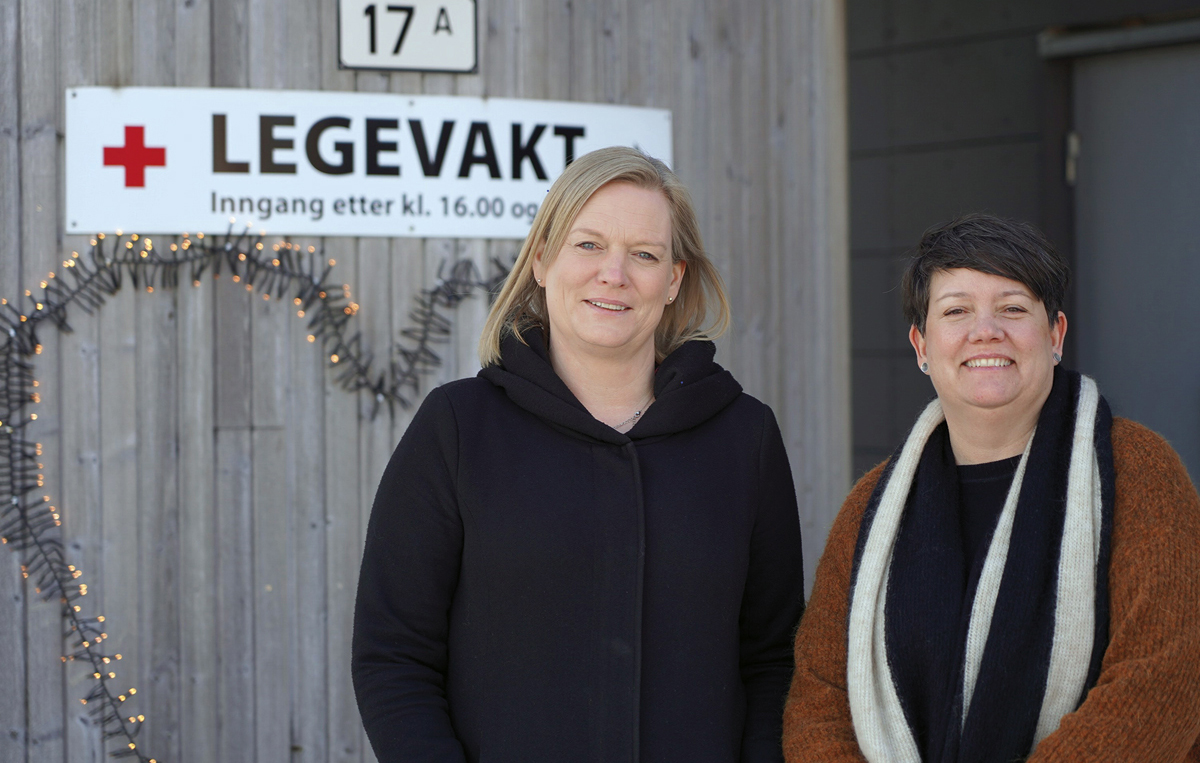 17 A
LEGEVAKT
Inngang etter kl. 16.00 og